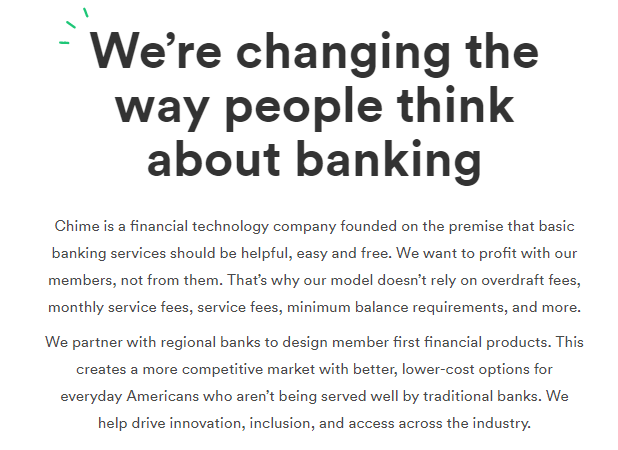 We’re changing the
way people think
about banking
Chime is a financial technology company founded on the premise that basic
banking services should be helpful, easy and free. We want to profit with our
members, not from them. That’s why our model doesn’t rely on overdraft fees,
monthly service fees, service fees, minimum balance requirements, and more.
We partner with regional banks to design member first financial products. This
creates a more competitive market with better, lower-cost options for
everyday Americans who aren’t being served well by traditional banks. We
help drive innovation, inclusion, and access across the industry.